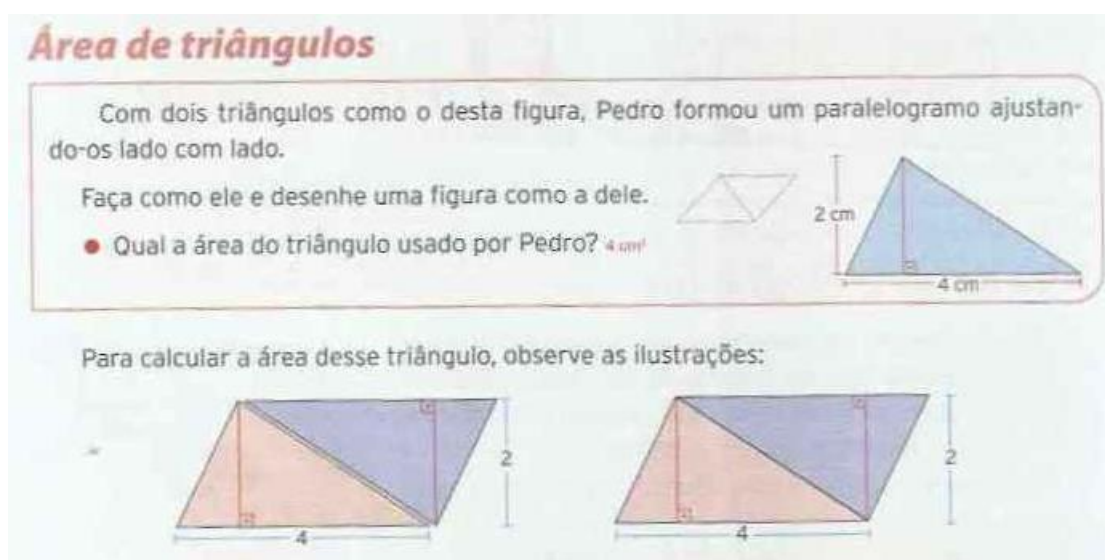 Área de triângulos
Com dois triângulos como o desta figura, Pedro formou um paralelogramo ajustan-
do-os lado com lado.
Faça como ele e desenhe uma figura como a dele.
2 cm
● Qual a área do triângulo usado por Pedro? 4 cm²
4 cm
Para calcular a área desse triângulo, observe as ilustrações:
2
4
2
4